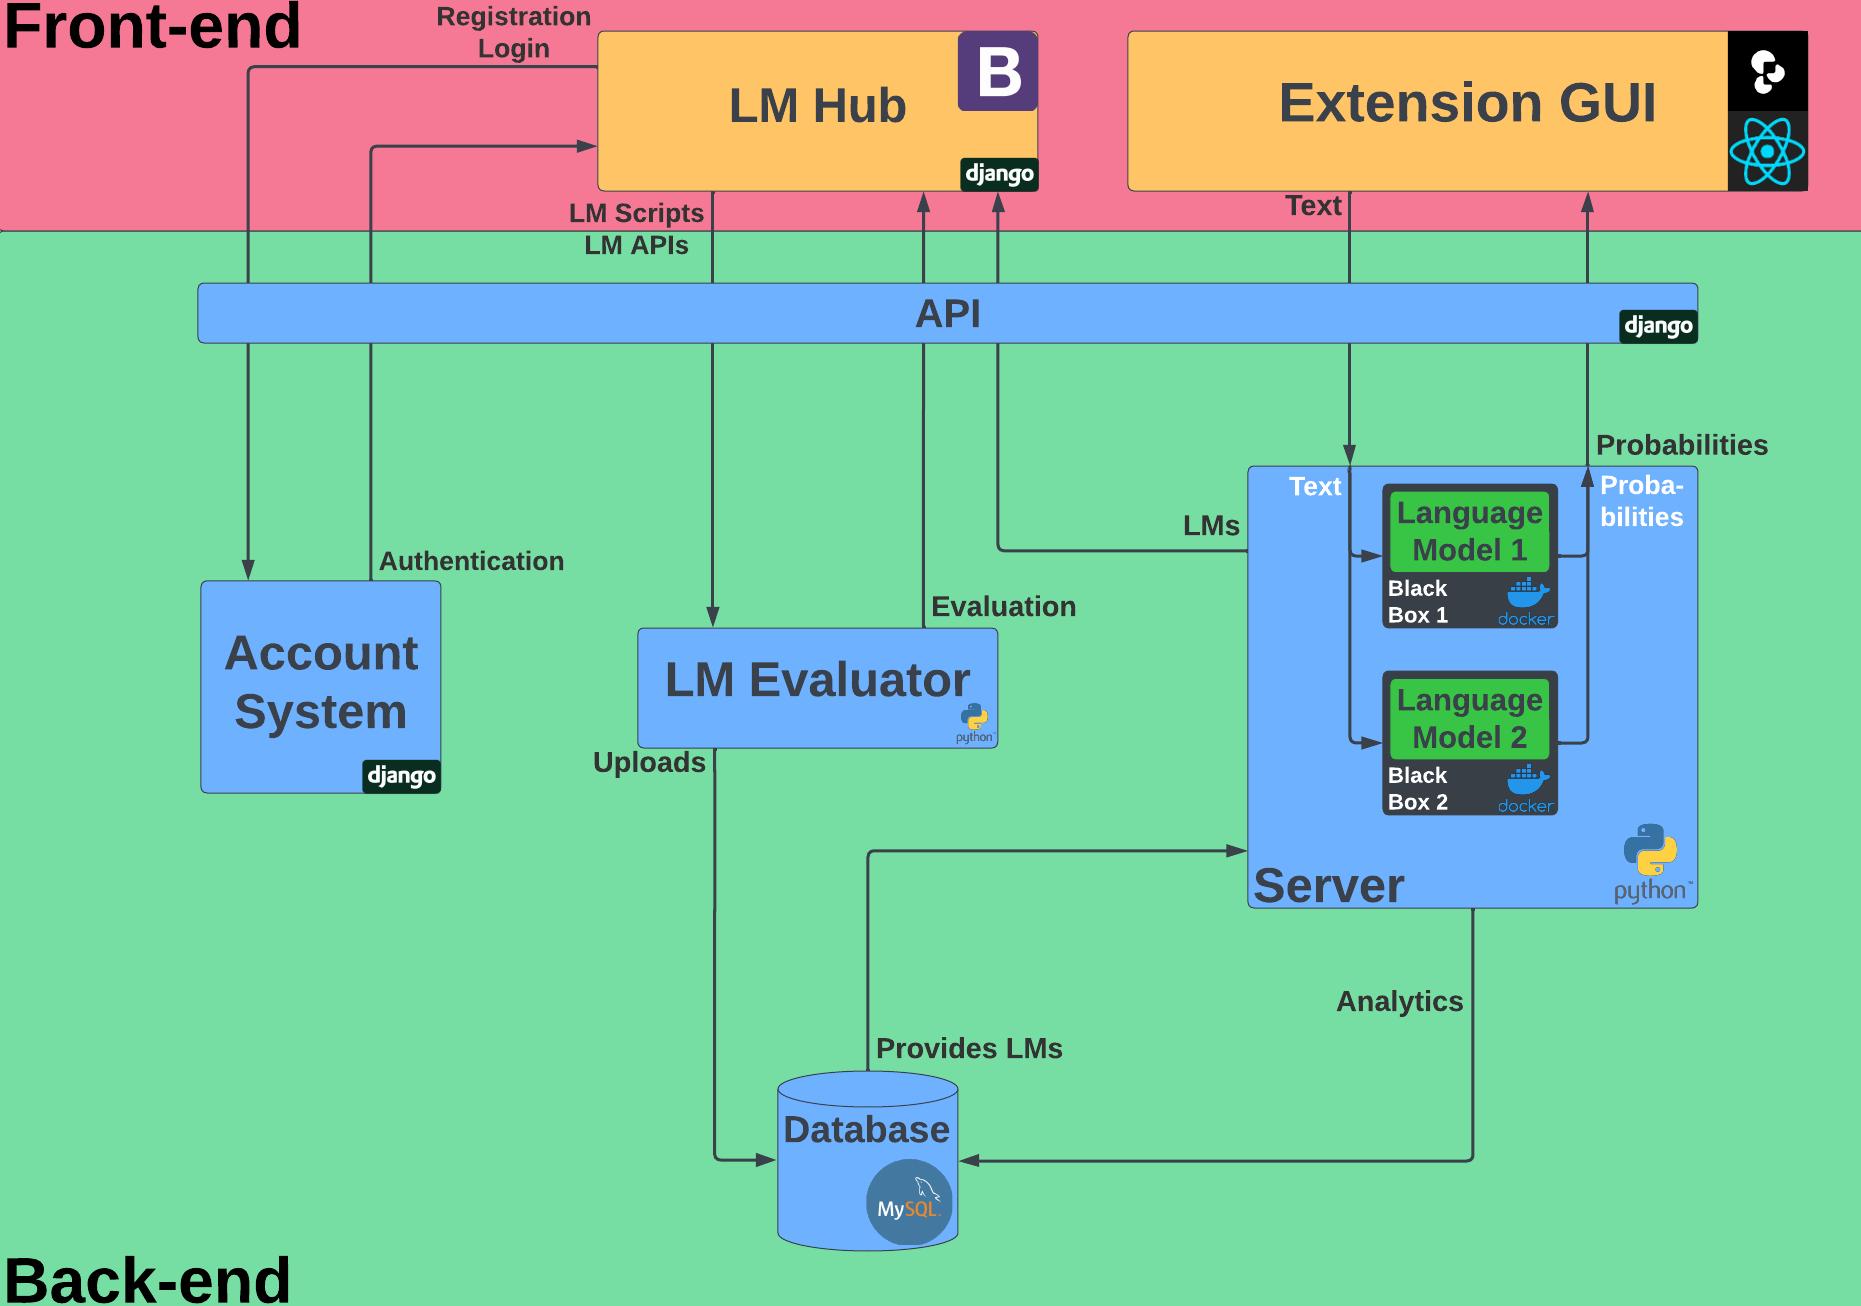 Front-end
Registration
Login
LM Hub
B
django
Extension GUI
LM Scripts
LM APIs
Text
API
django
Probabilities
Text
Proba-
bilities
Language
Model 1
Black
Box 1
docker
LMs
Authentication
Account
System
django
Evaluation
LM Evaluator
python™
Uploads
Language
Model 2
Black
Box 2
docker
Server
python™
Analytics
Provides LMs
Database
MySQL
Back-end